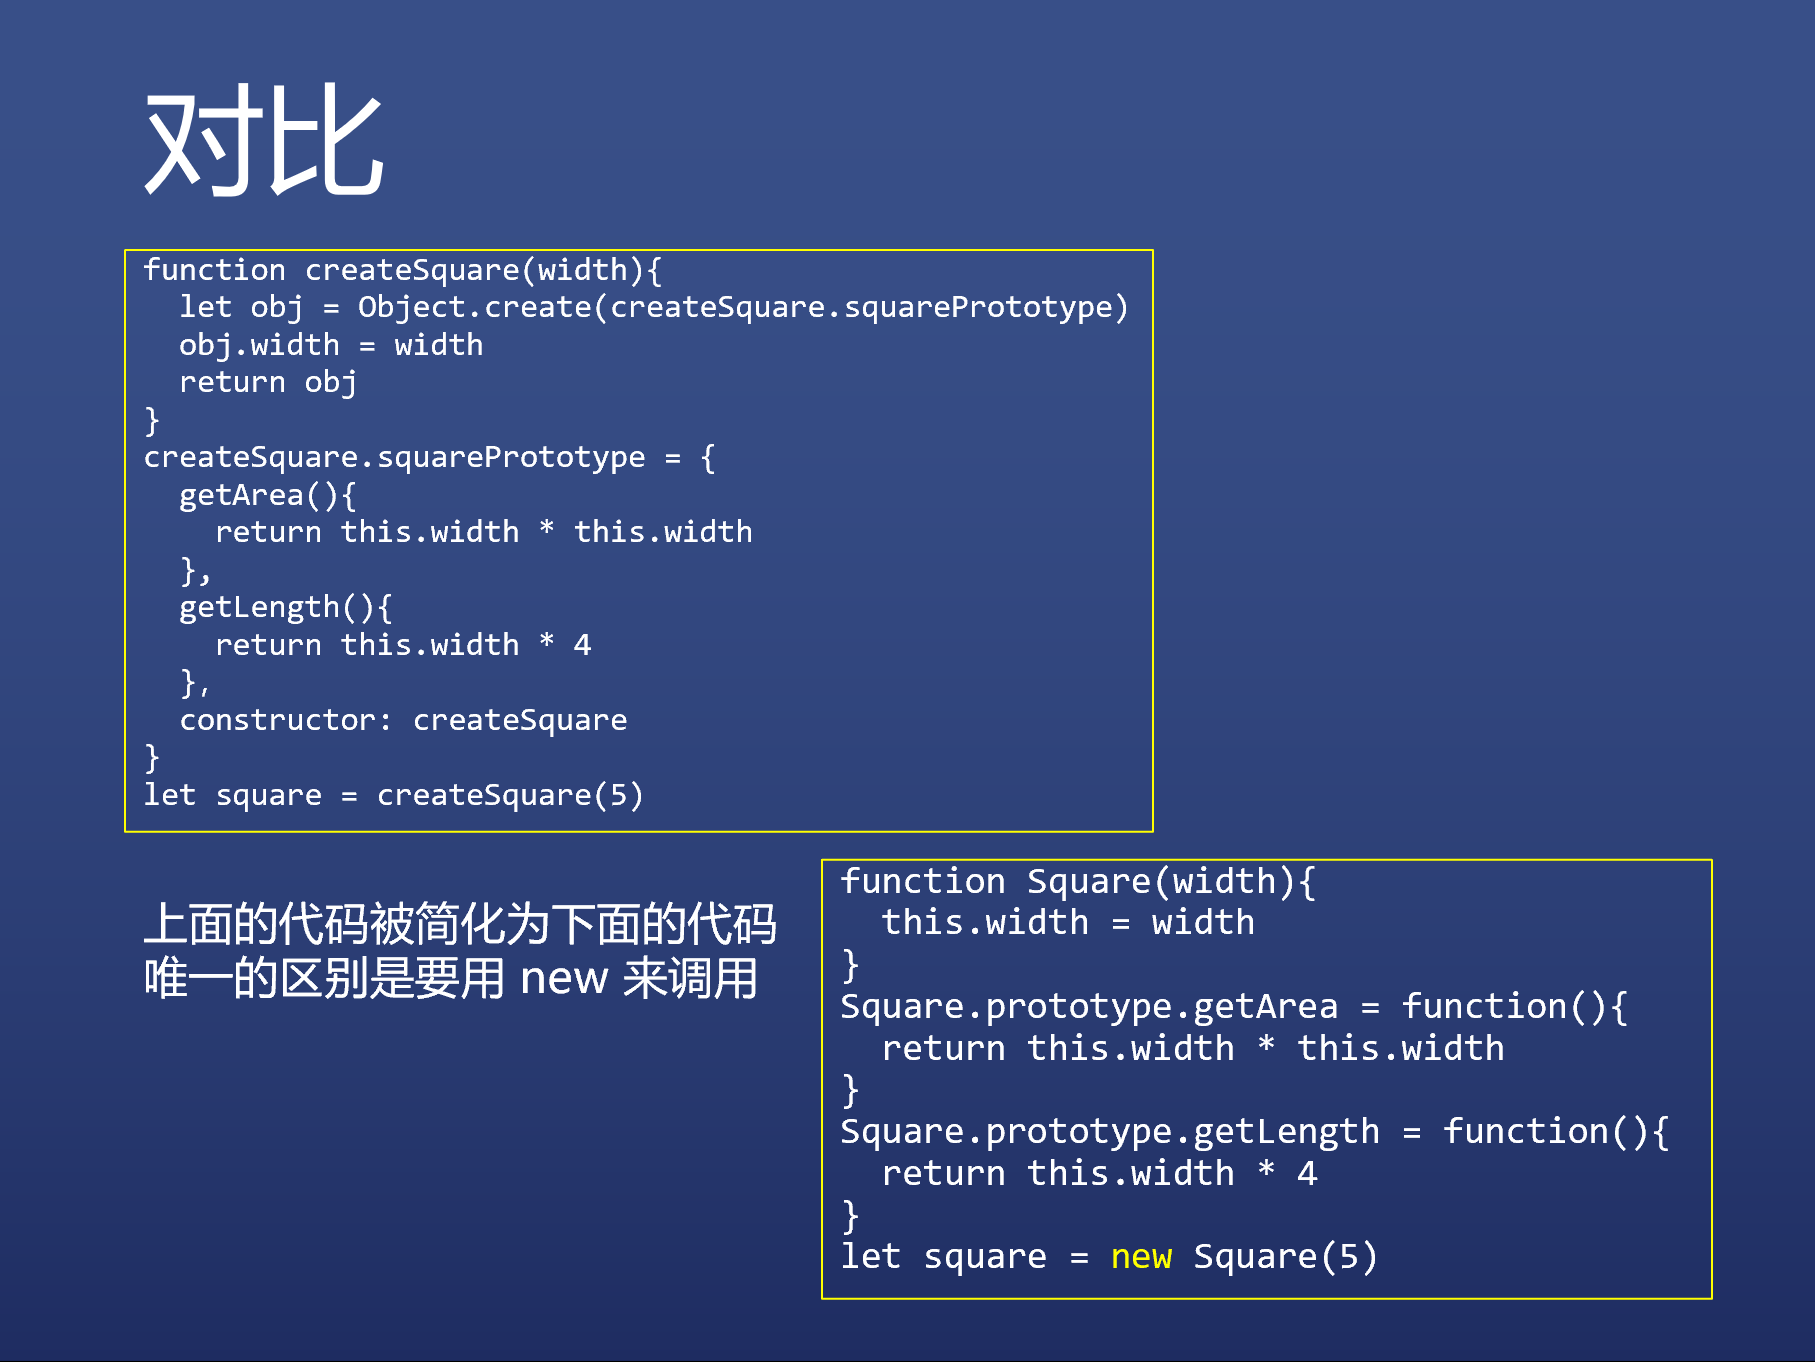 对比
function createSquare(width){
  let obj = Object.create(createSquare.squarePrototype)
  obj.width = width
  return obj
}
createSquare.squarePrototype = {
  getArea(){
    return this.width * this.width
  },
  getLength(){
    return this.width * 4
  },
  constructor: createSquare
}
let square = createSquare(5)
上面的代码被简化为下面的代码
唯一的区别是要用 new 来调用
function Square(width){
  this.width = width
}
Square.prototype.getArea = function(){
  return this.width * this.width
}
Square.prototype.getLength = function(){
  return this.width * 4
}
let square = new Square(5)